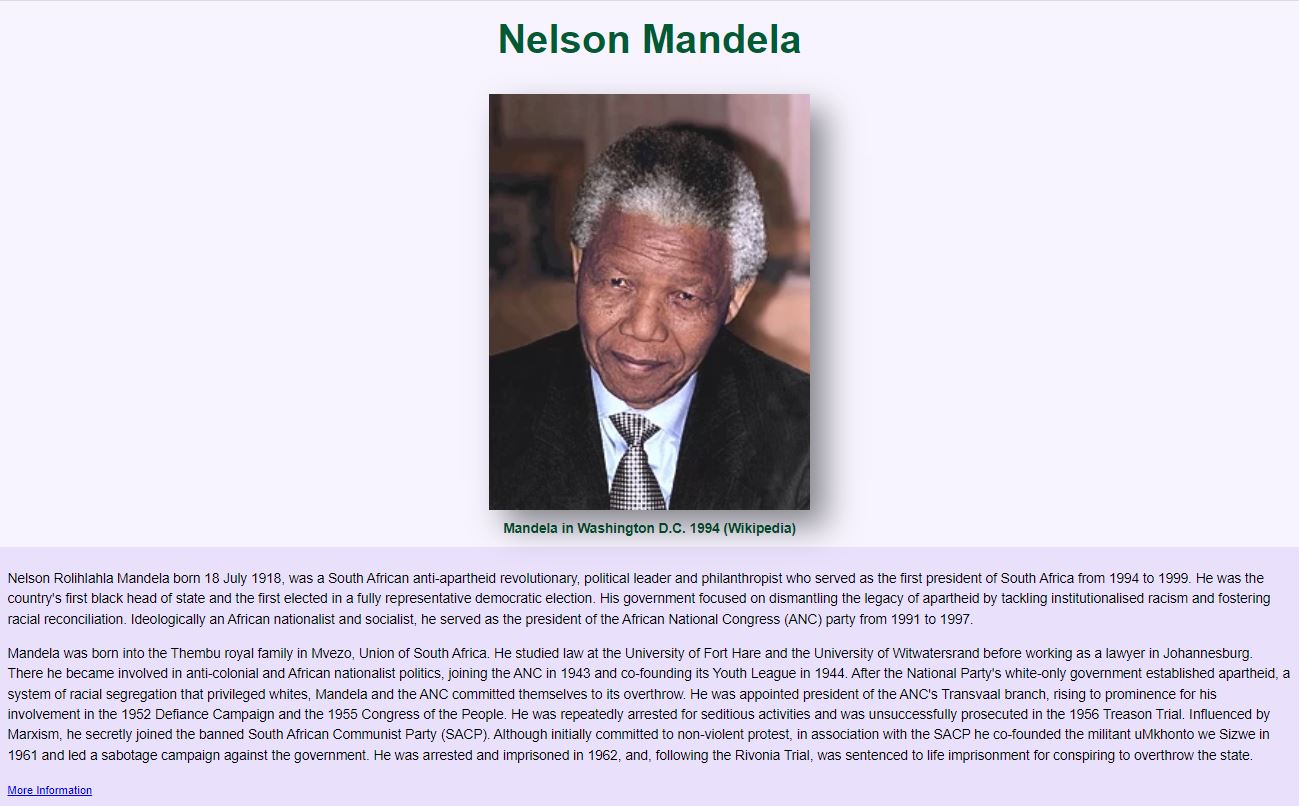 Nelson Mandela
Mandela in Washington D.C. 1994 (Wikipedia)
Nelson Rolihlahla Mandela born 18 July 1918, was a South African anti-apartheid revolutionary, political leader and philanthropist who served as the first president of South Africa from 1994 to 1999. He was the
country's first black head of state and the first elected in a fully representative democratic election. His government focused on dismantling the legacy of apartheid by tackling institutionalised racism and fostering
racial reconciliation. Ideologically an African nationalist and socialist, he served as the president of the African National Congress (ANC) party from 1991 to 1997.
Mandela was born into the Thembu royal family in Mvezo, Union of South Africa. He studied law at the University of Fort Hare and the University of Witwatersrand before working as a lawyer in Johannesburg.
There he became involved in anti-colonial and African nationalist politics, joining the ANC in 1943 and co-founding its Youth League in 1944. After the National Party's white-only government established apartheid, a
system of racial segregation that privileged whites, Mandela and the ANC committed themselves to its overthrow. He was appointed president of the ANC's Transvaal branch, rising to prominence for his
involvement in the 1952 Defiance Campaign and the 1955 Congress of the People. He was repeatedly arrested for seditious activities and was unsuccessfully prosecuted in the 1956 Treason Trial. Influenced by
Marxism, he secretly joined the banned South African Communist Party (SACP). Although initially committed to non-violent protest, in association with the SACP he co-founded the militant uMkhonto we Sizwe in
1961 and led a sabotage campaign against the government. He was arrested and imprisoned in 1962, and, following the Rivonia Trial, was sentenced to life imprisonment for conspiring to overthrow the state.
More Information